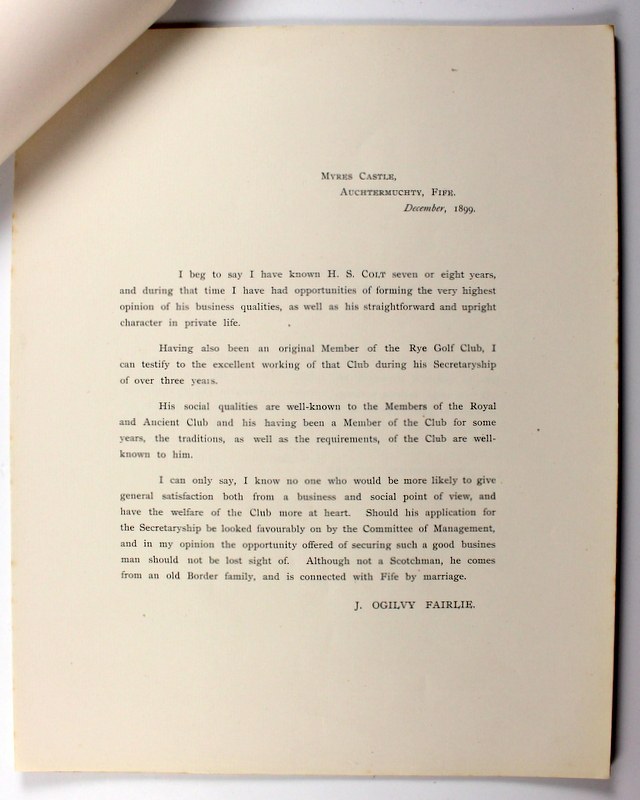 Myres Castle,
Auchtermuchty, Fife.
December, 1899.
I beg to say I have known H. S. Colt seven or eight years,
and during that time I have had opportunities of forming the very highest
opinion of his business qualities, as well as his straightforward and upright
character in private life.
Having also been an original Member of the Rye Golf Club, I
can testify to the excellent working of that Club during his Secretaryship
of over three years.
His social qualities are well-known to the Members of the Royal
and Ancient Club and his having been a Member of the Club for some
years, the traditions, as well as the requirements, of the Club are well-
known to him.
I can only say, I know no one who would be more likely to give
general satisfaction both from a business and social point of view, and
have the welfare of the Club more at heart. Should his application for
the Secretaryship be looked favourably on by the Committee of Management,
and in my opinion the opportunity offered of securing such a good busines
man should not be lost sight of. Although not a Scotchman, he comes
from an old Border family, and is connected with Fife by marriage.
J. OGILVY FAIRLIE.